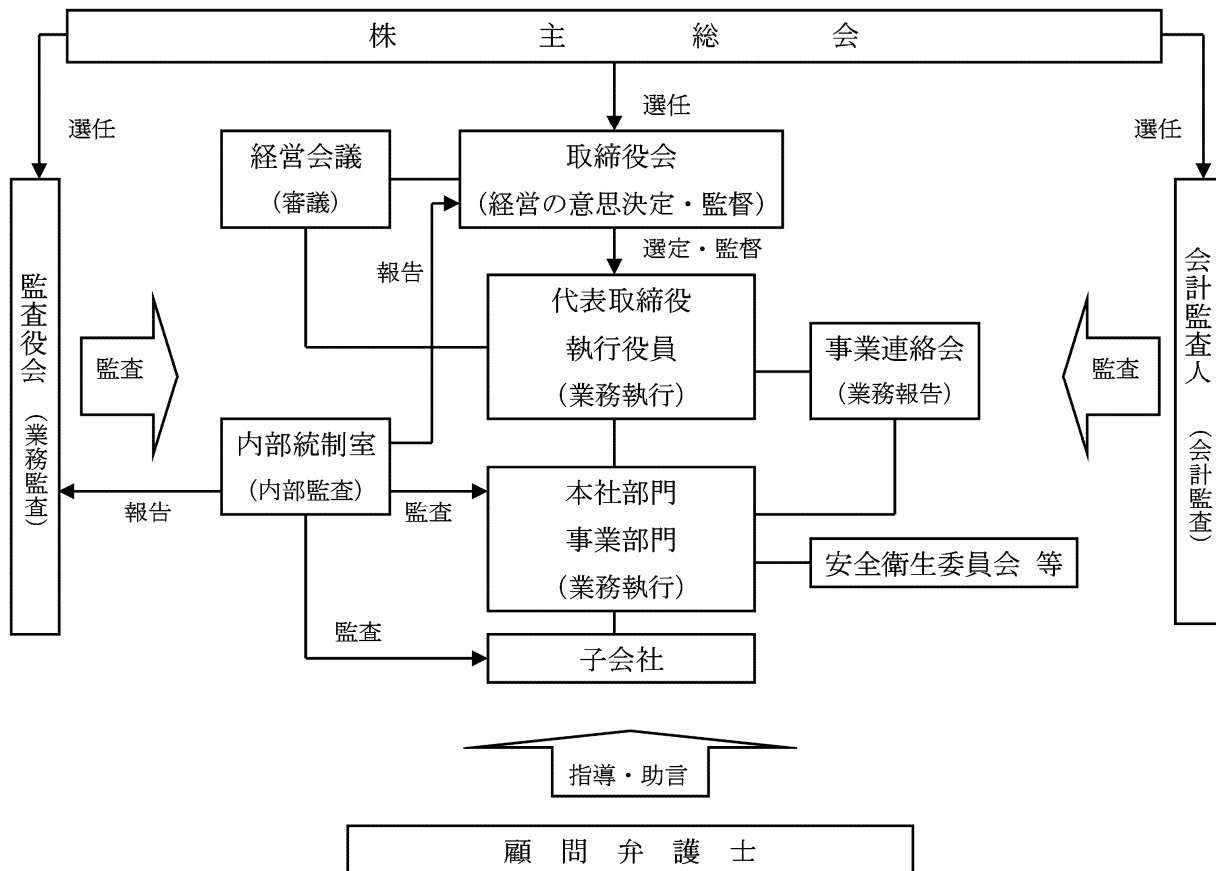 株主総会
選任
選任
選任
経営会議
（審議）
取締役会
（経営の意思決定・監督）
選定・監督
報告
代表取締役
執行役員
（業務執行）
事業連絡会
（業務報告）
監査役会（業務監査）
監査
監査
会計監査人（会計監査）
内部統制室
（内部監査）
報告
監査
本社部門
事業部門
（業務執行）
安全衛生委員会 等
監査
子会社
指導・助言
顧問弁護士